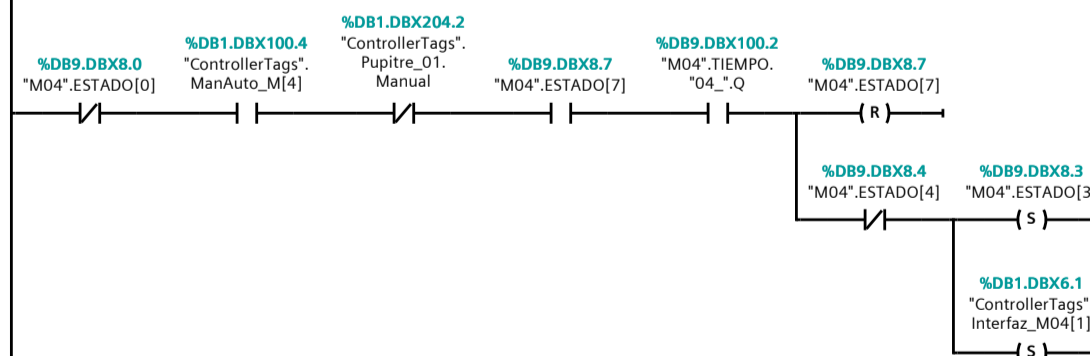 %DB9.DBX8.0
"M04".ESTADO[0]
%DB1.DBX100.4
"ControllerTags".
ManAuto_M[4]
%DB1.DBX204.2
"ControllerTags".
Pupitre_01.
Manual
%DB9.DBX8.7
"M04".ESTADO[7]
%DB9.DBX100.2
"M04".TIEMPO.
"04_".Q
%DB9.DBX8.7
"M04".ESTADO[7]
R
%DB9.DBX8.4
"M04".ESTADO[4]
%DB9.DBX8.3
"M04".ESTADO[3
S
%DB1.DBX6.1
"ControllerTags"
Interfaz_M04[1]
S